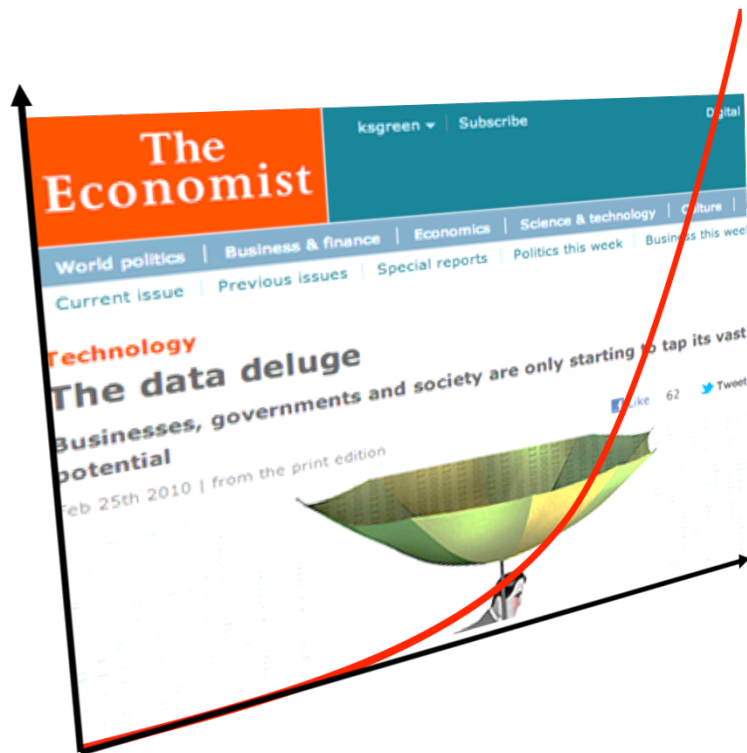 The
Economist
ksgreen
Subscribe
Digital
World politics | Business & finance | Economics | Science & technology | Culture |
Current issue | Previous issues | Special reports | Politics this week | Business this week
Technology
The data deluge
Businesses, governments and society are only starting to tap its vast
potential
Like 62 Tweet
Feb 25th 2010 | from the print edition